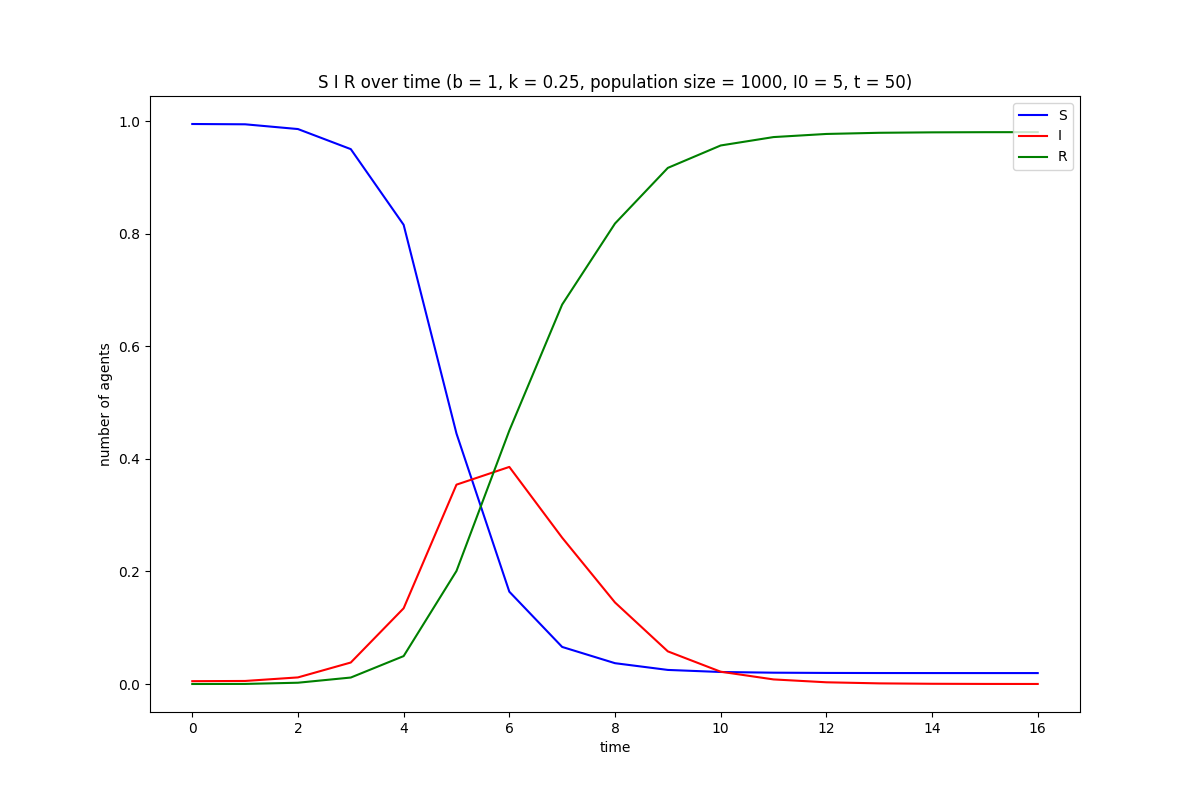 S I R over time (b = 1, k = 0.25, population size = 1000, I0 = 5, t = 50)
S
I
R
number of agents
1.0
0.8
0.6
0.4
0.2
0.0
0 2 4 6 8 10 12 14 16
time